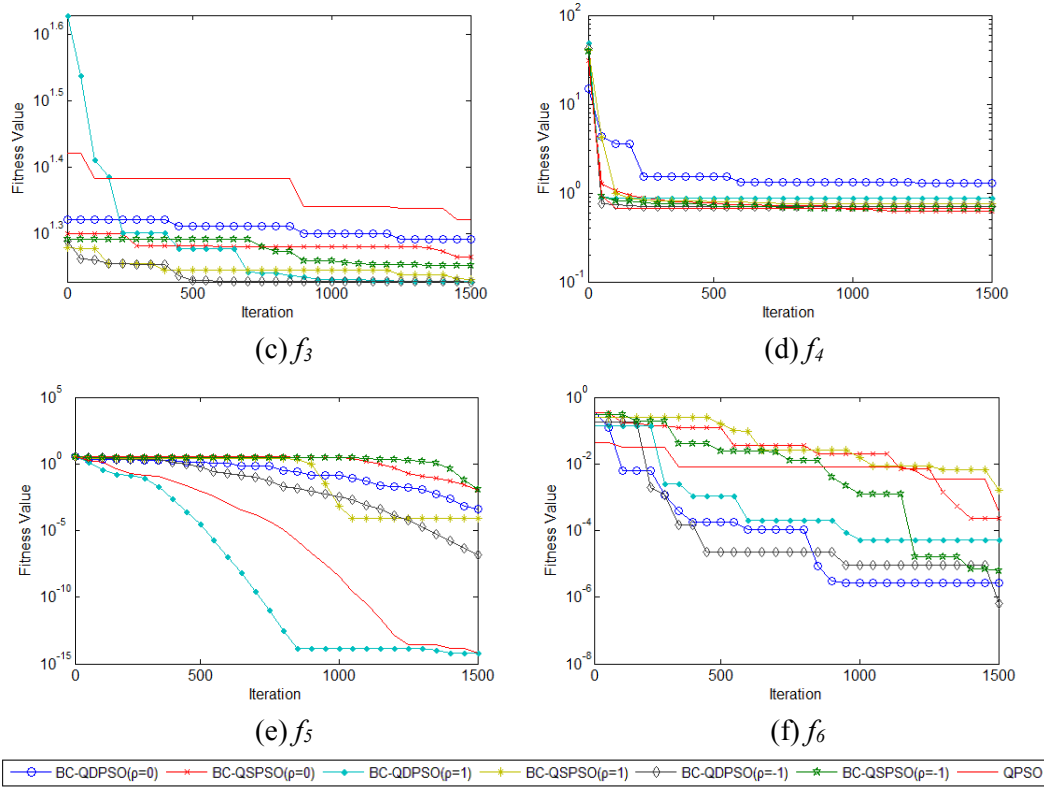 10^1.6
10^1.5
10^1.4
10^1.3
Fitness Value
0 500 1000 1500
Iteration
(c) f3
10^2
10^1
10^0
10^-1
Fitness Value
0 500 1000 1500
Iteration
(d) f4
10^5
10^0
10^-5
10^-10
10^-15
Fitness Value
0 500 1000 1500
Iteration
(e) f5
10^0
10^-2
10^-4
10^-6
10^-8
Fitness Value
0 500 1000 1500
Iteration
(f) f6
BC-QDPSO(ρ=0) BC-QSPSO(ρ=0) BC-QDPSO(ρ=1) BC-QSPSO(ρ=1) BC-QDPSO(ρ=-1) BC-QSPSO(ρ=-1) QPSO